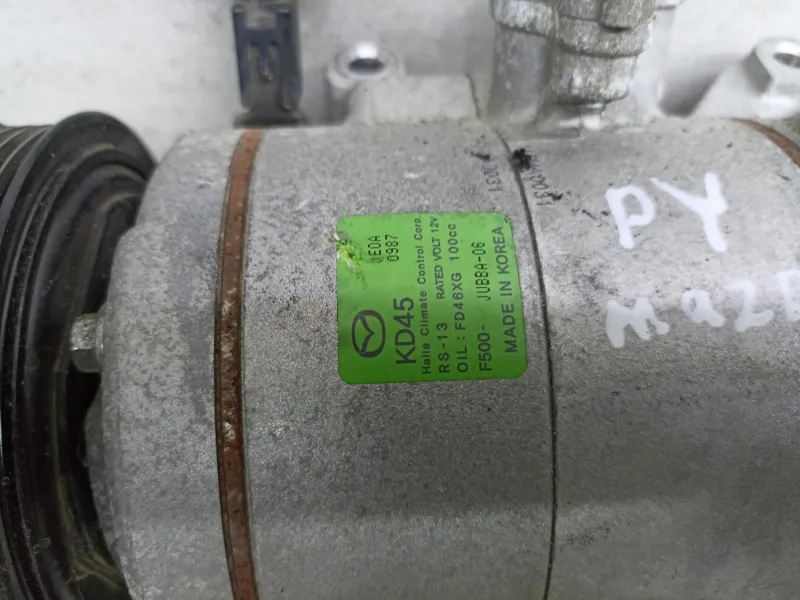 KD45
Halla Climate Control Corp.
RS-13 RATED VOLT 12V
OIL : FD46XG 100cc
F500- JUBBA-06
MADE IN KOREA
0987
PY